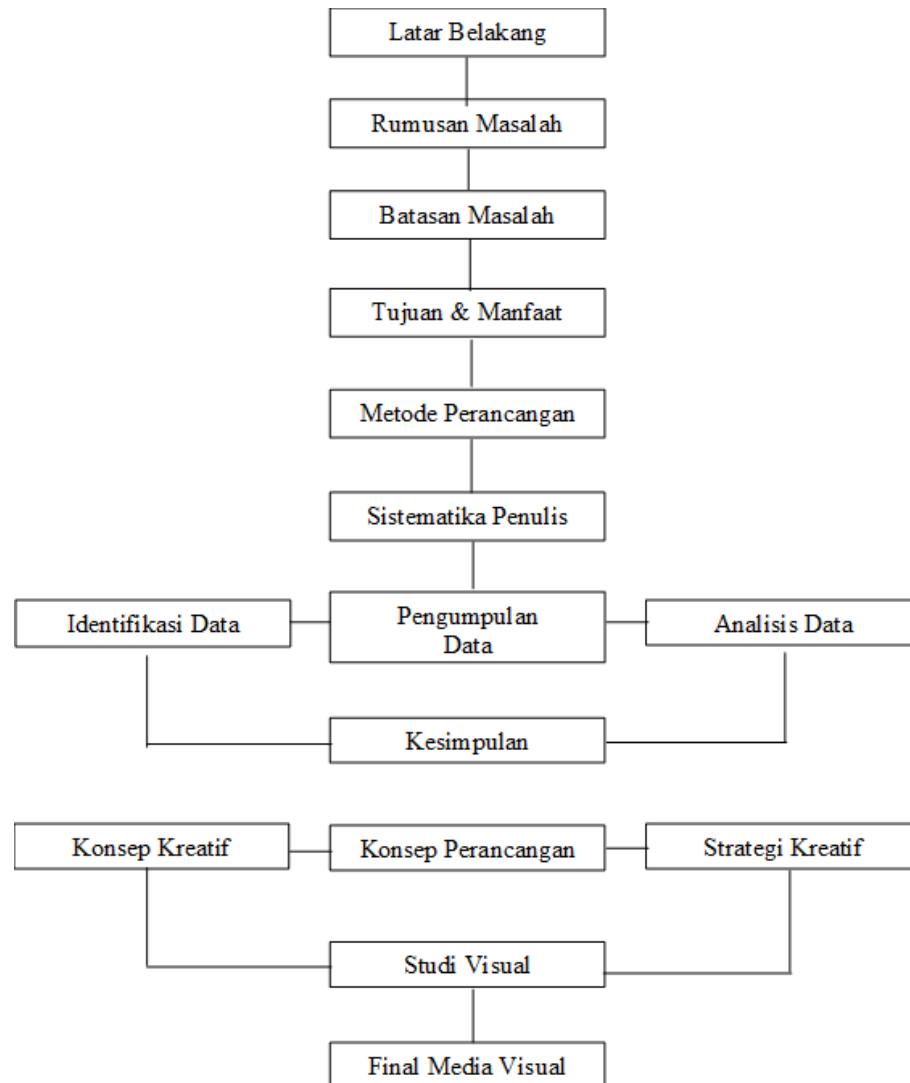 Latar Belakang
Rumusan Masalah
Batasan Masalah
Tujuan & Manfaat
Metode Perancangan
Sistematika Penulis
Identifikasi Data
Pengumpulan
Data
Analisis Data
Kesimpulan
Konsep Kreatif
Konsep Perancangan
Strategi Kreatif
Studi Visual
Final Media Visual